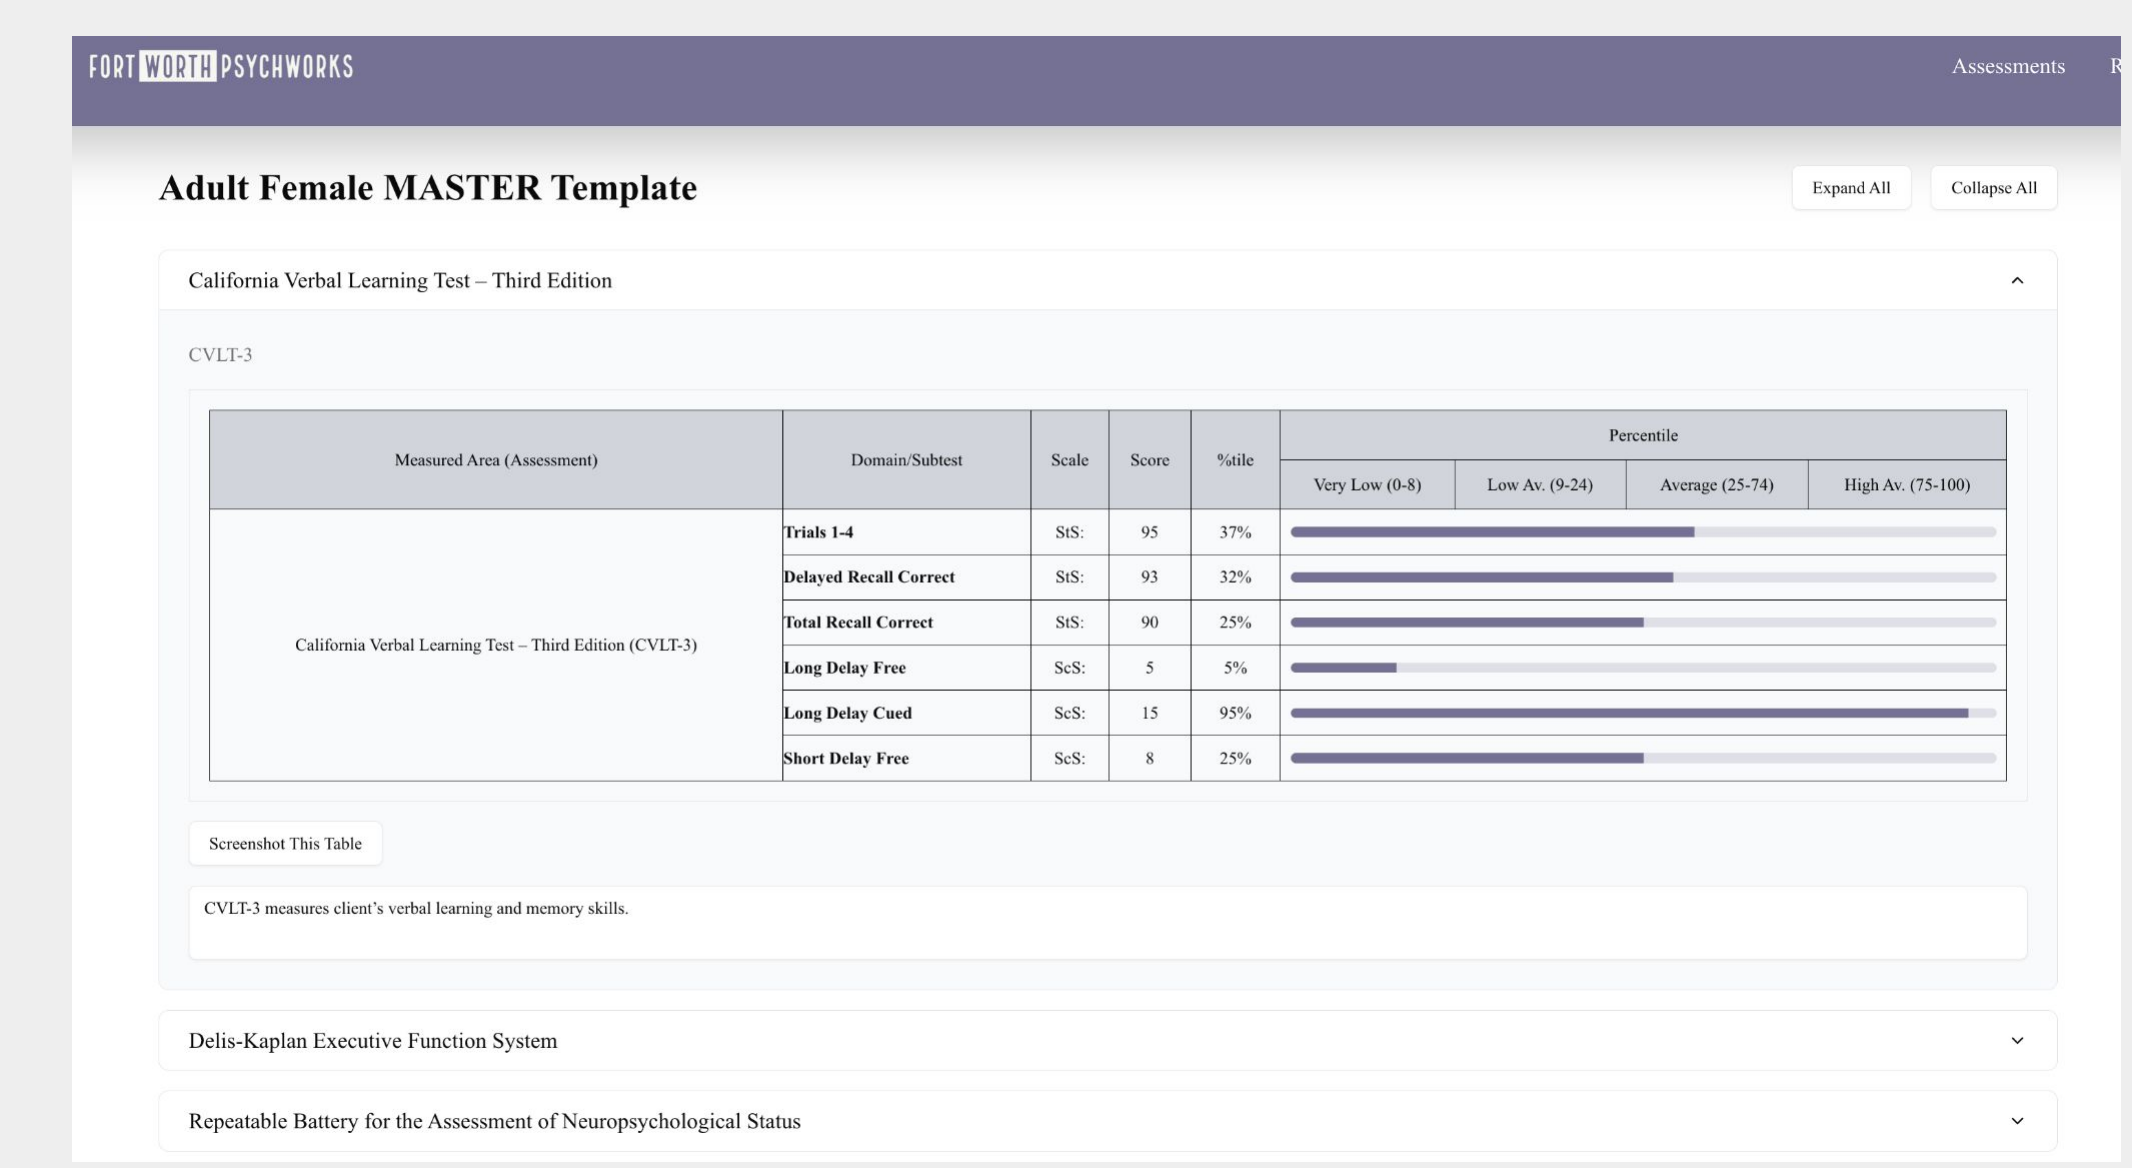 FORT WORTH PSYCHWORKS
Assessments
Adult Female MASTER Template
Expand All
Collapse All
California Verbal Learning Test – Third Edition
CVLT-3
Measured Area (Assessment) Domain/Subtest Scale Score %tile Percentile
Very Low (0-8) Low Av. (9-24) Average (25-74) High Av. (75-100)
California Verbal Learning Test – Third Edition (CVLT-3)
Trials 1-4 StS: 95 37%
Delayed Recall Correct StS: 93 32%
Total Recall Correct StS: 90 25%
Long Delay Free ScS: 5 5%
Long Delay Cued ScS: 15 95%
Short Delay Free ScS: 8 25%
Screenshot This Table
CVLT-3 measures client’s verbal learning and memory skills.
Delis-Kaplan Executive Function System
Repeatable Battery for the Assessment of Neuropsychological Status